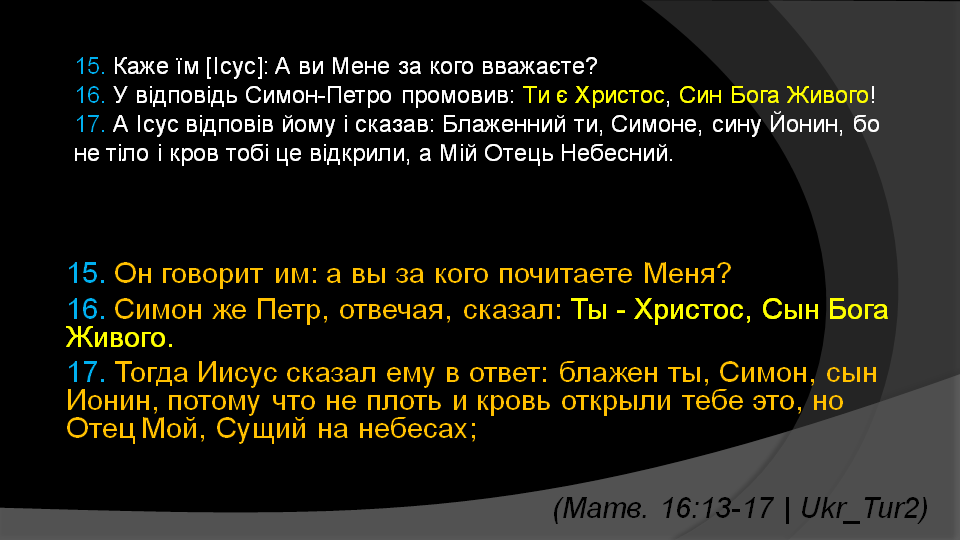 15. Каже їм [Ісус]: А ви Мене за кого вважаєте?
16. У відповідь Симон-Петро промовив: Ти є Христос, Син Бога Живого!
17. А Ісус відповів йому і сказав: Блаженний ти, Симоне, сину Йонин, бо
не тіло і кров тобі це відкрили, а Мій Отець Небесний.
15. Он говорит им: а вы за кого почитаете Меня?
16. Симон же Петр, отвечая, сказал: Ты - Христос, Сын Бога
Живого.
17. Тогда Иисус сказал ему в ответ: блажен ты, Симон, сын
Ионин, потому что не плоть и кровь открыли тебе это, но
Отец Мой, Сущий на небесах;
(Матв. 16:13-17 | Ukr_Tur2)